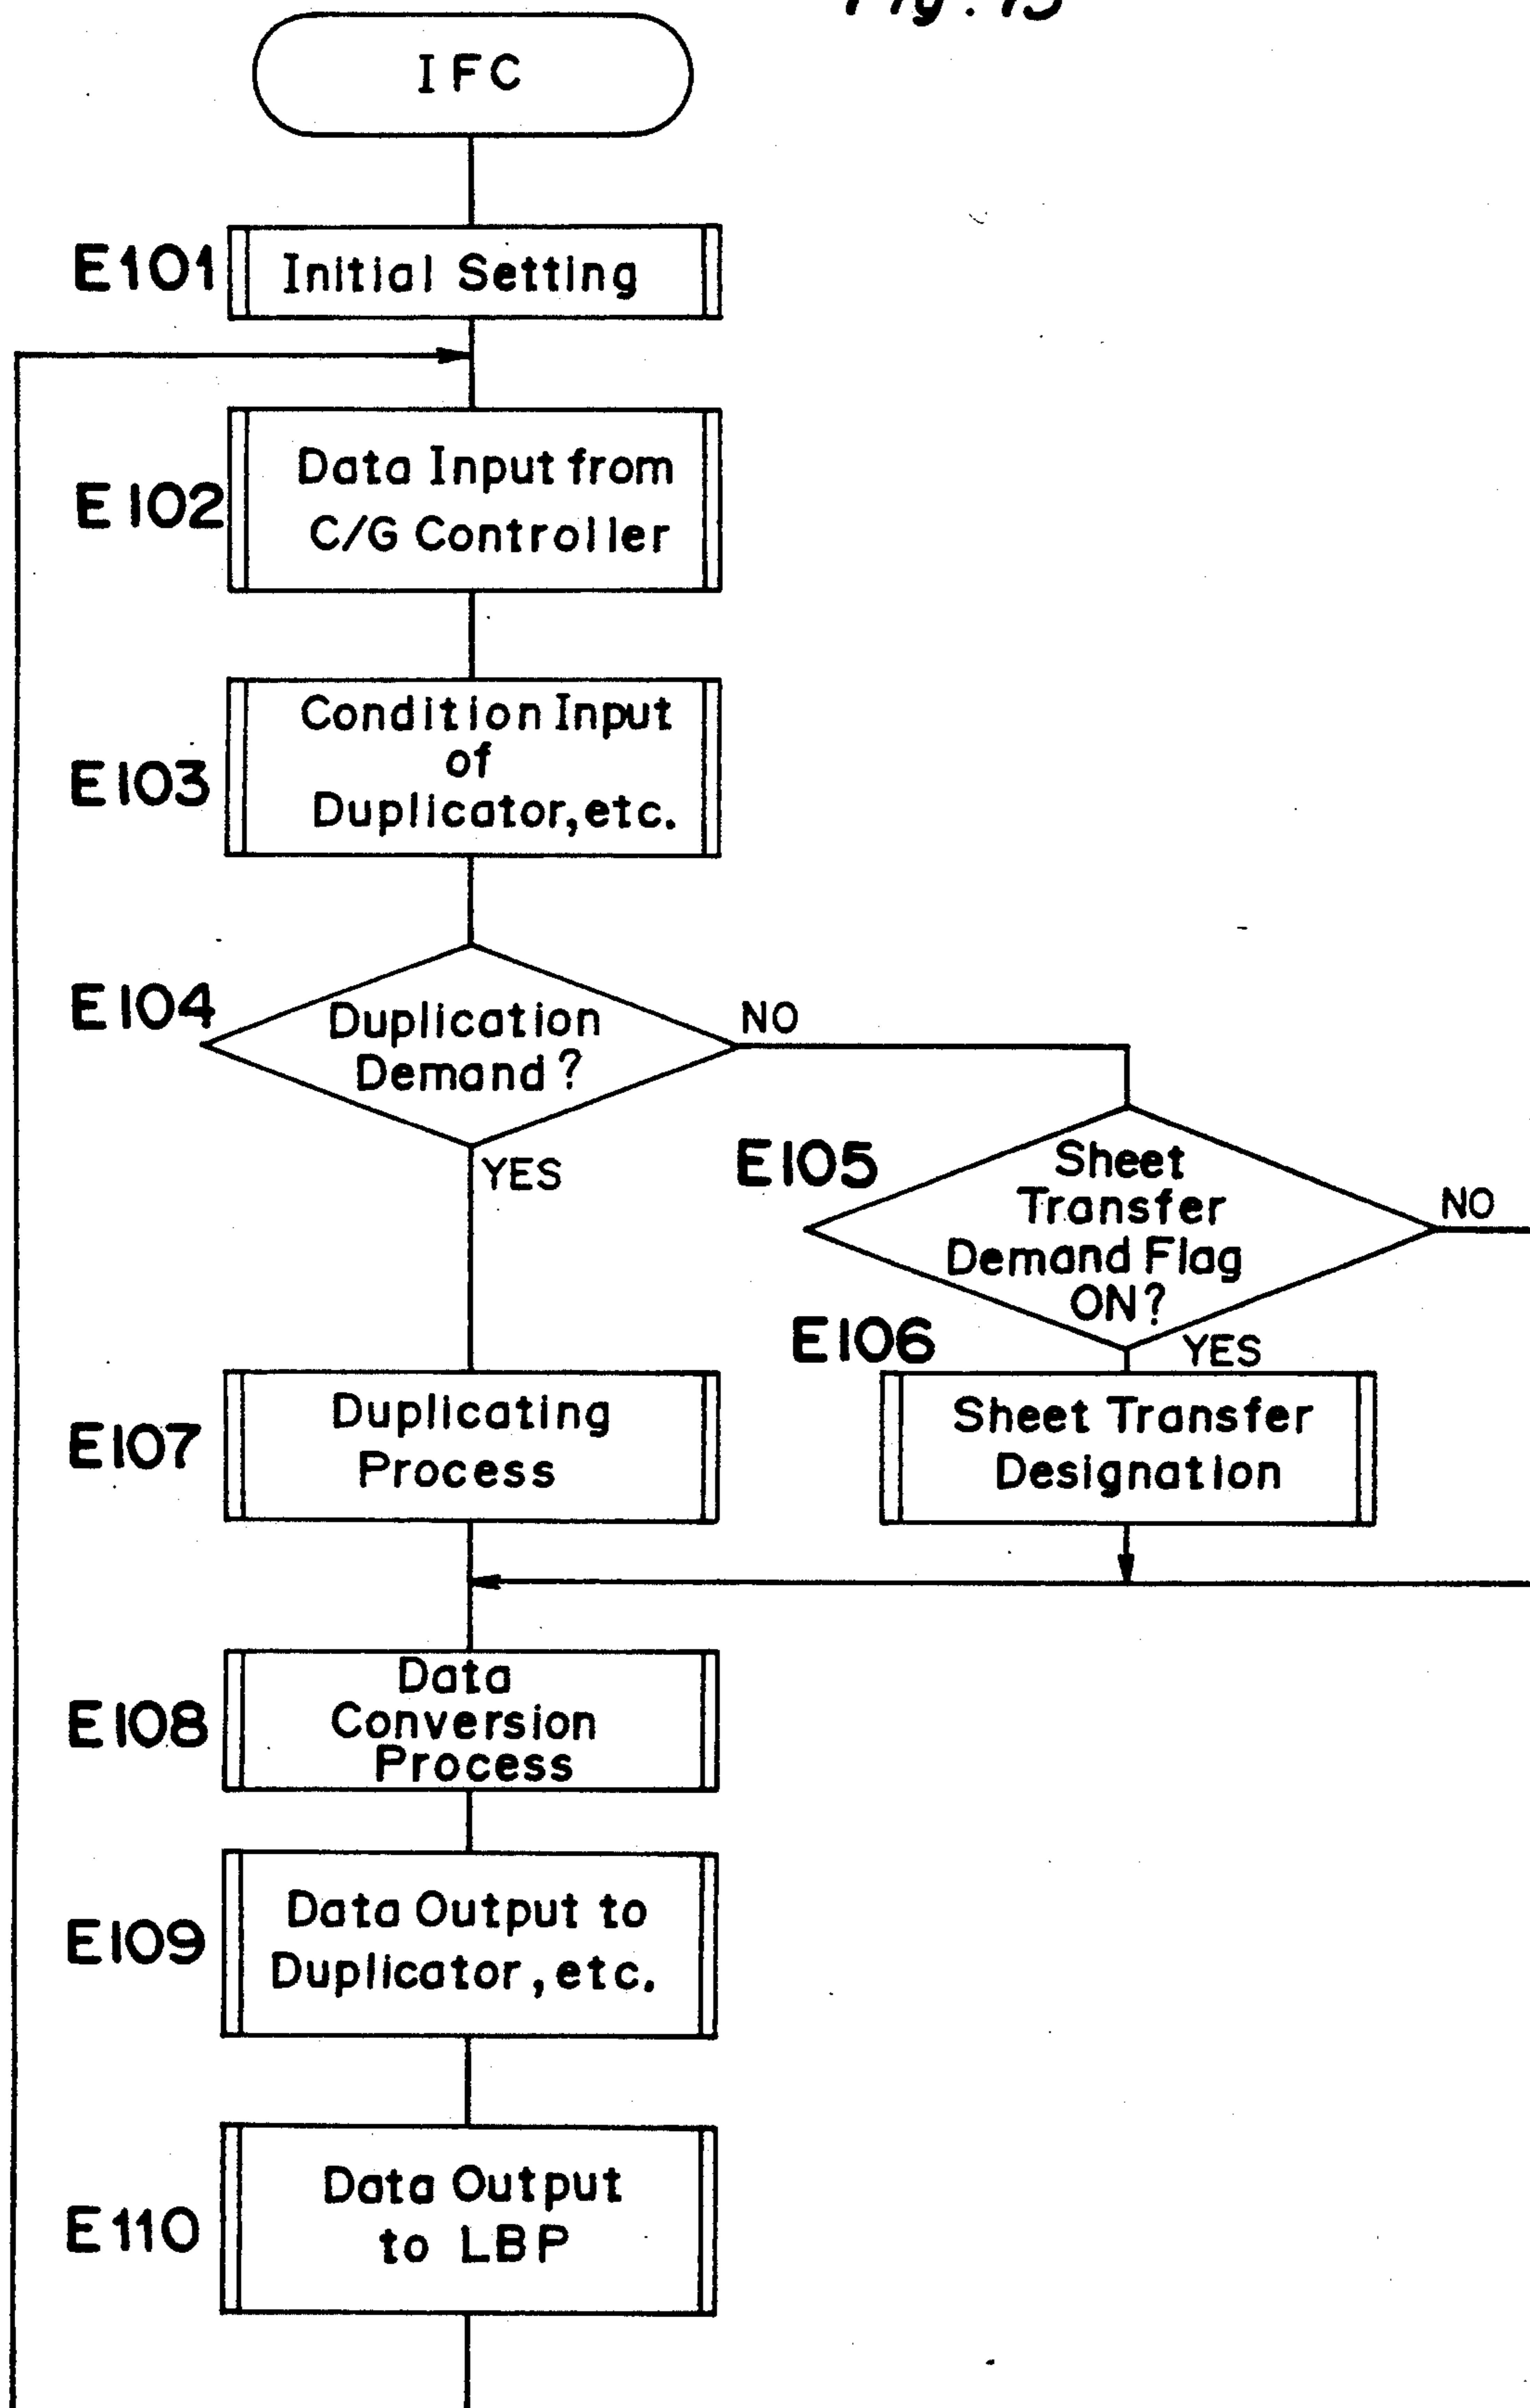 Fig. 15
IFC
E101
Initial Setting
E102
Data Input from
C/G Controller
E103
Condition Input
of
Duplicator, etc.
E104
Duplication
Demand?
NO
YES
E105
Sheet
Transfer
Demand Flag
ON?
NO
YES
E106
Sheet Transfer
Designation
E107
Duplicating
Process
E108
Data
Conversion
Process
E109
Data Output to
Duplicator, etc.
E110
Data Output
to LBP